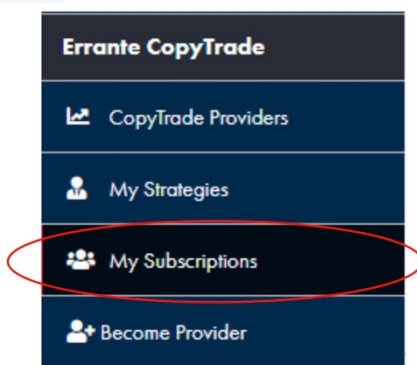 Errante CopyTrade
CopyTrade Providers
My Strategies
My Subscriptions
Become Provider